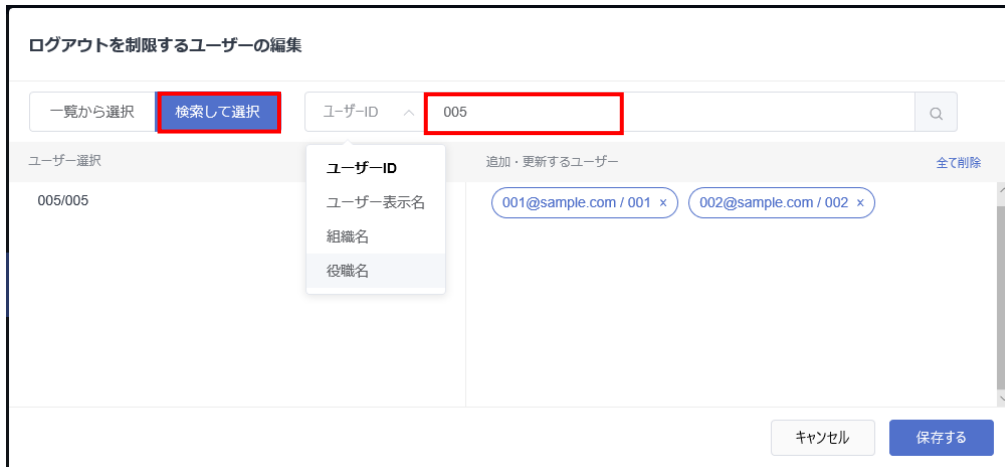 ログアウトを制限するユーザーの編集
一覧から選択 検索して選択 ユーザーID 005
ユーザー選択 追加・更新するユーザー 全て削除
005/005 001@sample.com / 001 × 002@sample.com / 002 ×
ユーザーID
ユーザー表示名
組織名
役職名
キャンセル 保存する